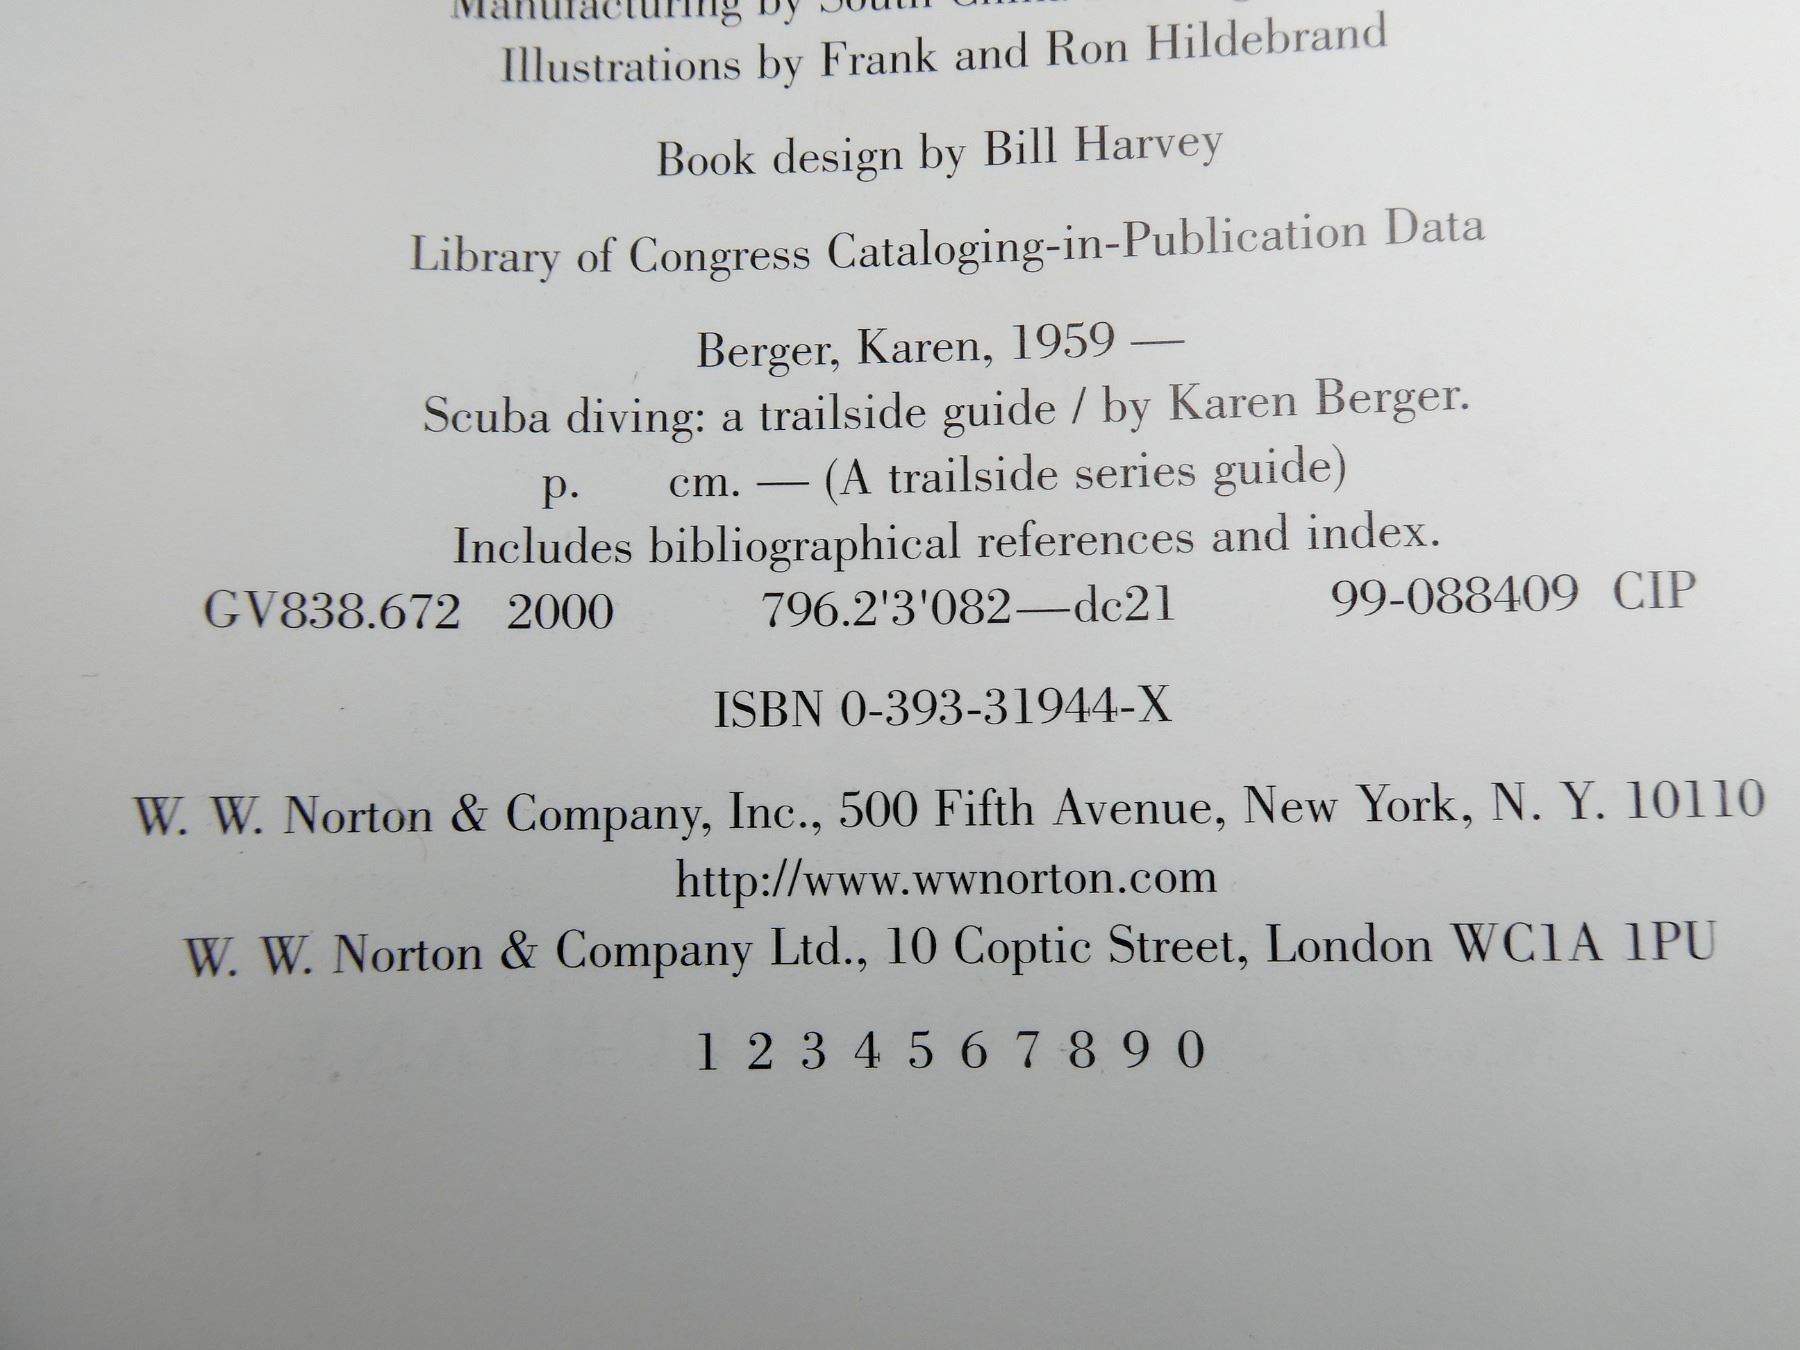 Manufacturing by South China
Illustrations by Frank and Ron Hildebrand
Book design by Bill Harvey
Library of Congress Cataloging-in-Publication Data
Berger, Karen, 1959 —
Scuba diving: a trailside guide / by Karen Berger.
p. cm. — (A trailside series guide)
Includes bibliographical references and index.
GV838.672 2000 796.2'3'082—dc21 99-088409 CIP
ISBN 0-393-31944-X
W. W. Norton & Company, Inc., 500 Fifth Avenue, New York, N. Y. 10110
http://www.wwnorton.com
W. W. Norton & Company Ltd., 10 Coptic Street, London WC1A 1PU
1 2 3 4 5 6 7 8 9 0